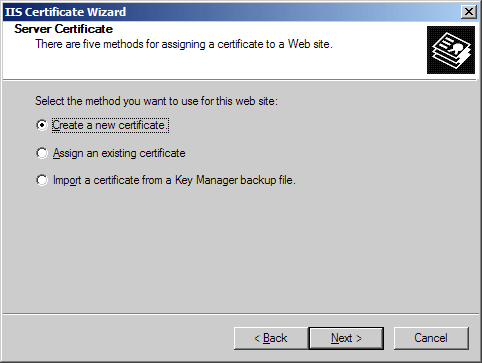 IIS Certificate Wizard
Server Certificate
There are five methods for assigning a certificate to a Web site.
Select the method you want to use for this web site:
Create a new certificate.
Assign an existing certificate
Import a certificate from a Key Manager backup file.
< Back
Next >
Cancel